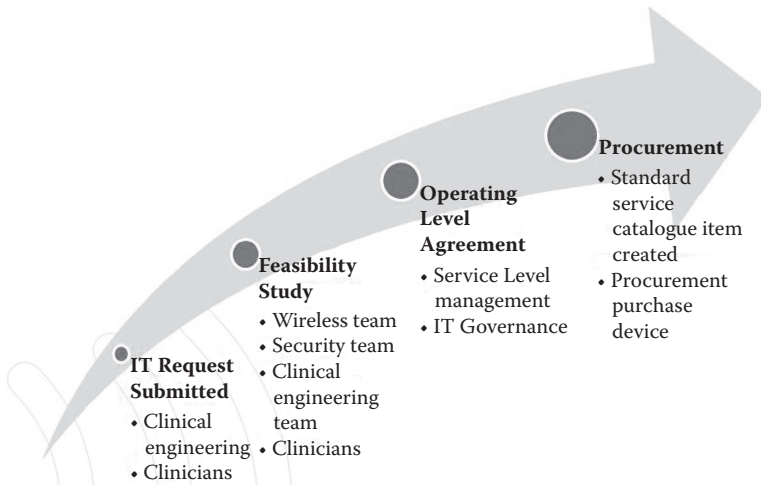 IT Request
Submitted
• Clinical
engineering
• Clinicians
Feasibility
Study
• Wireless team
• Security team
• Clinical
engineering
team
• Clinicians
Operating
Level
Agreement
• Service Level
management
• IT Governance
Procurement
• Standard
service
catalogue item
created
• Procurement
purchase
device